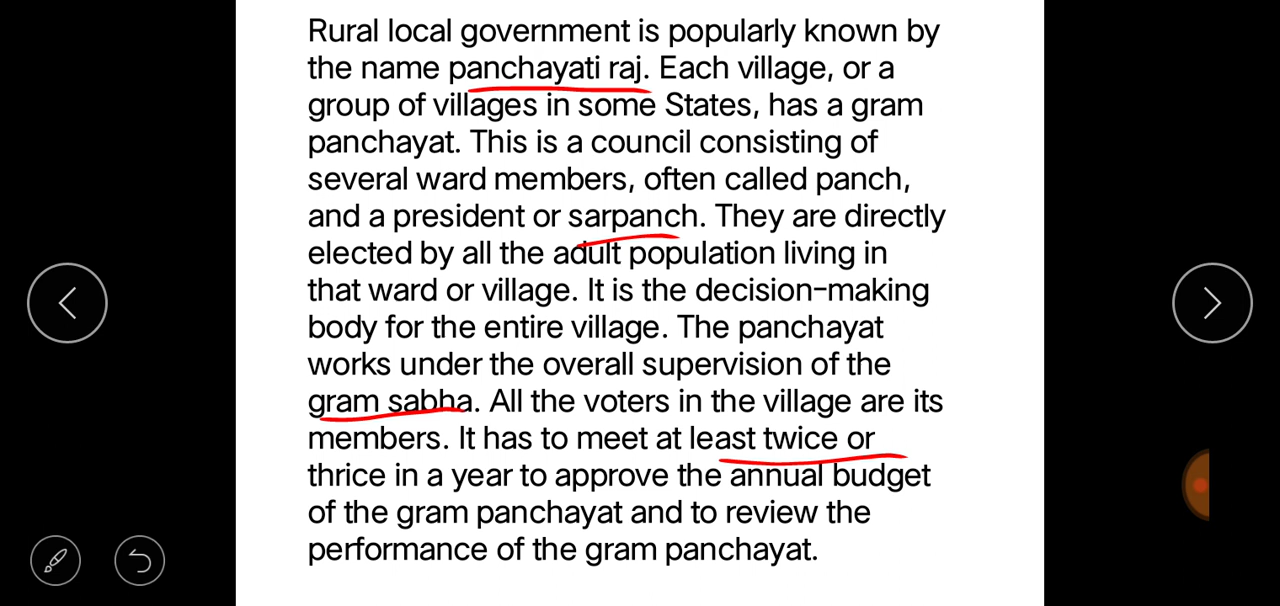 Rural local government is popularly known by
the name panchayati raj. Each village, or a
group of villages in some States, has a gram
panchayat. This is a council consisting of
several ward members, often called panch,
and a president or sarpanch. They are directly
elected by all the adult population living in
that ward or village. It is the decision-making
body for the entire village. The panchayat
works under the overall supervision of the
gram sabha. All the voters in the village are its
members. It has to meet at least twice or
thrice in a year to approve the annual budget
of the gram panchayat and to review the
performance of the gram panchayat.